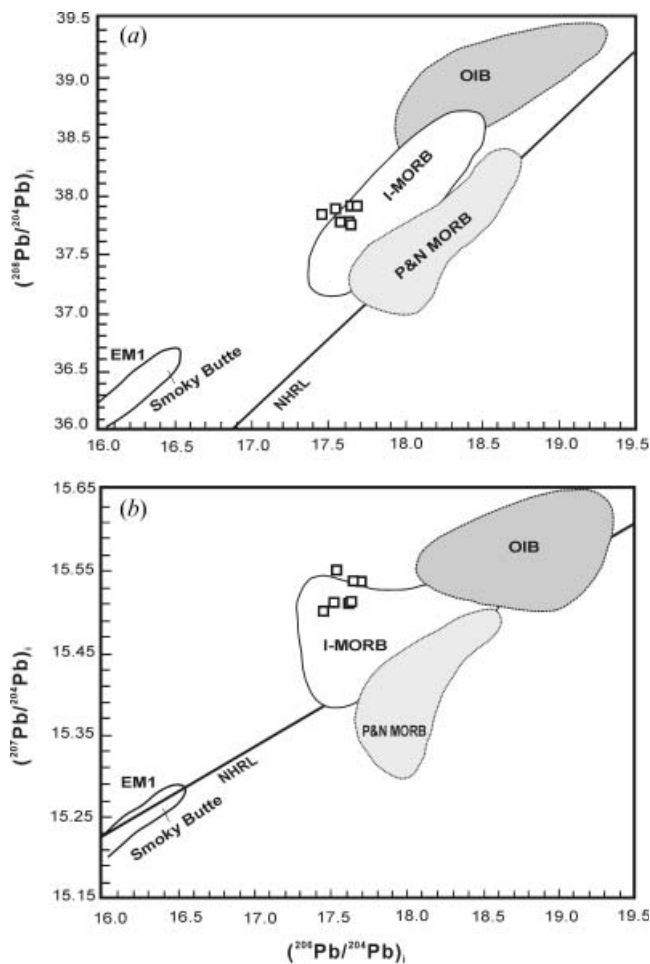 (a)
39.5
39.0
38.5
38.0
37.5
37.0
36.5
36.0
(²⁰⁸Pb/²⁰⁴Pb)ᵢ
OIB
I-MORB
P&N MORB
EM1
Smoky Butte
NHRL
16.0 16.5 17.0 17.5 18.0 18.5 19.0 19.5
(b)
15.65
15.55
15.45
15.35
15.25
15.15
(²⁰⁷Pb/²⁰⁴Pb)ᵢ
OIB
I-MORB
P&N MORB
EM1
NHRL
Smoky Butte
16.0 16.5 17.0 17.5 18.0 18.5 19.0 19.5
(²⁰⁶Pb/²⁰⁴Pb)ᵢ